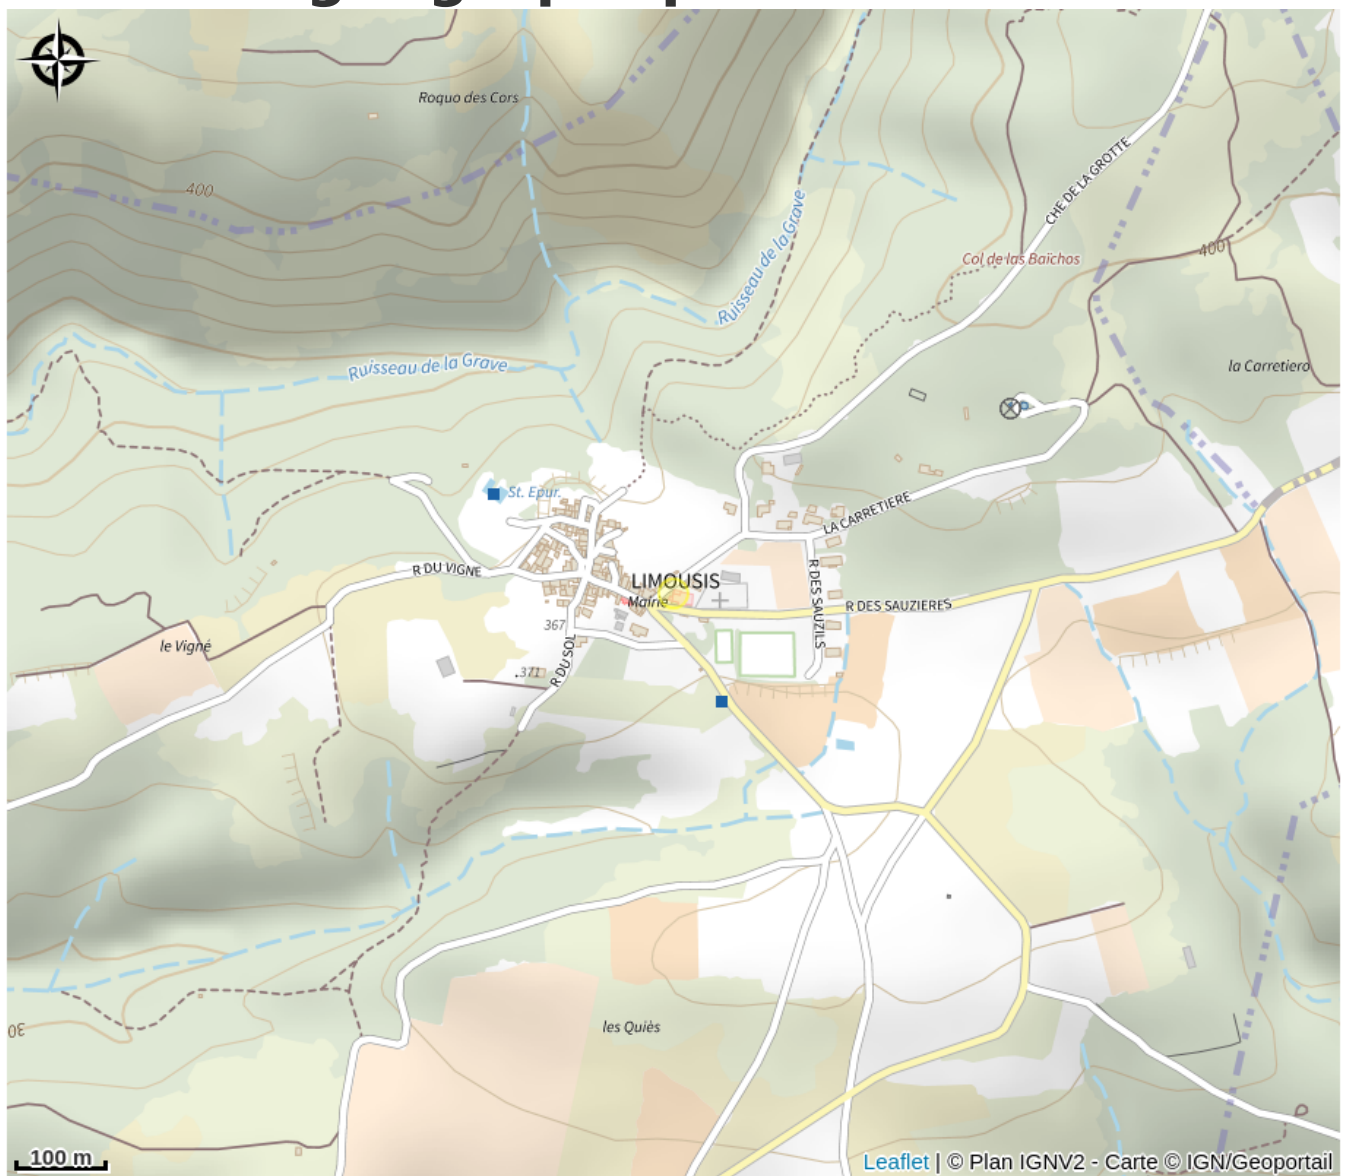 Roquo des Cors
400
CHE DE LA GROTTE
Ruisseau de la Grave
Col de las Baïchos
400
Ruisseau de la Grave
la Carretiero
St. Epur.
LA CARRETIERE
R DU VIGNE
LIMOUSIS
Mairie
R DES SAUZILS
R DES SAUZIERES
367
le Vigné
R DU SOL
.371
les Quiès
30
100 m
Leaflet | © Plan IGNV2 - Carte © IGN/Geoportail